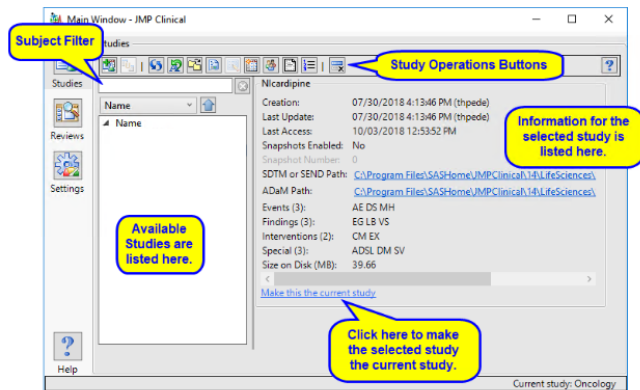 Main Window - JMP Clinical
Studies
Subject Filter
Study Operations Buttons
?
Studies
Name
Name
Reviews
Settings
Available
Studies are
listed here.
Nicardipine
Creation: 07/30/2018 4:13:46 PM (thpede)
Last Update: 07/30/2018 4:13:46 PM (thpede)
Last Access: 10/03/2018 12:53:52 PM
Snapshots Enabled: No
Snapshot Number: 0
SDTM or SEND Path: C:\Program Files\SASHome\JMPClinical\14\LifeSciences\
ADaM Path: C:\Program Files\SASHome\JMPClinical\14\LifeSciences\
Events (3): AE DS MH
Findings (3): EG LB VS
Interventions (2): CM EX
Special (3): ADSL DM SV
Size on Disk (MB): 39.66
Make this the current study
Information for the
selected study is
listed here.
Click here to make
the selected study
the current study.
?
Help
Current study: Oncology